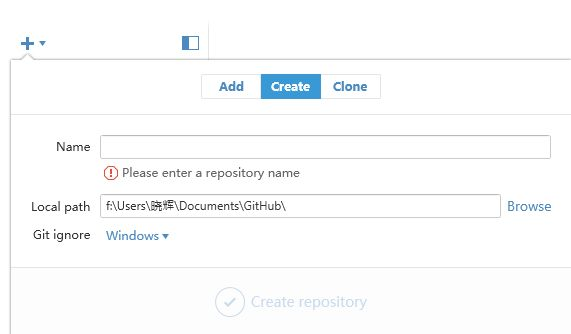 Add Create Clone
Name
Please enter a repository name
Local path f:\Users\晓辉\Documents\GitHub\ Browse
Git ignore Windows
Create repository